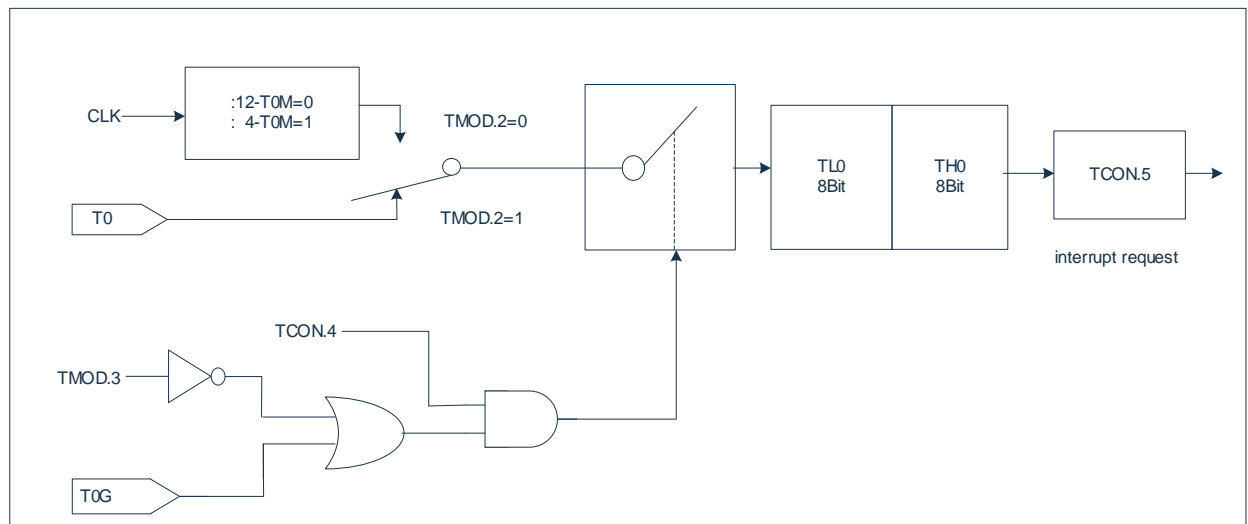 CLK
:12-T0M=0
: 4-T0M=1
TMOD.2=0
T0
TMOD.2=1
TL0
8Bit
TH0
8Bit
TCON.5
interrupt request
TCON.4
TMOD.3
T0G